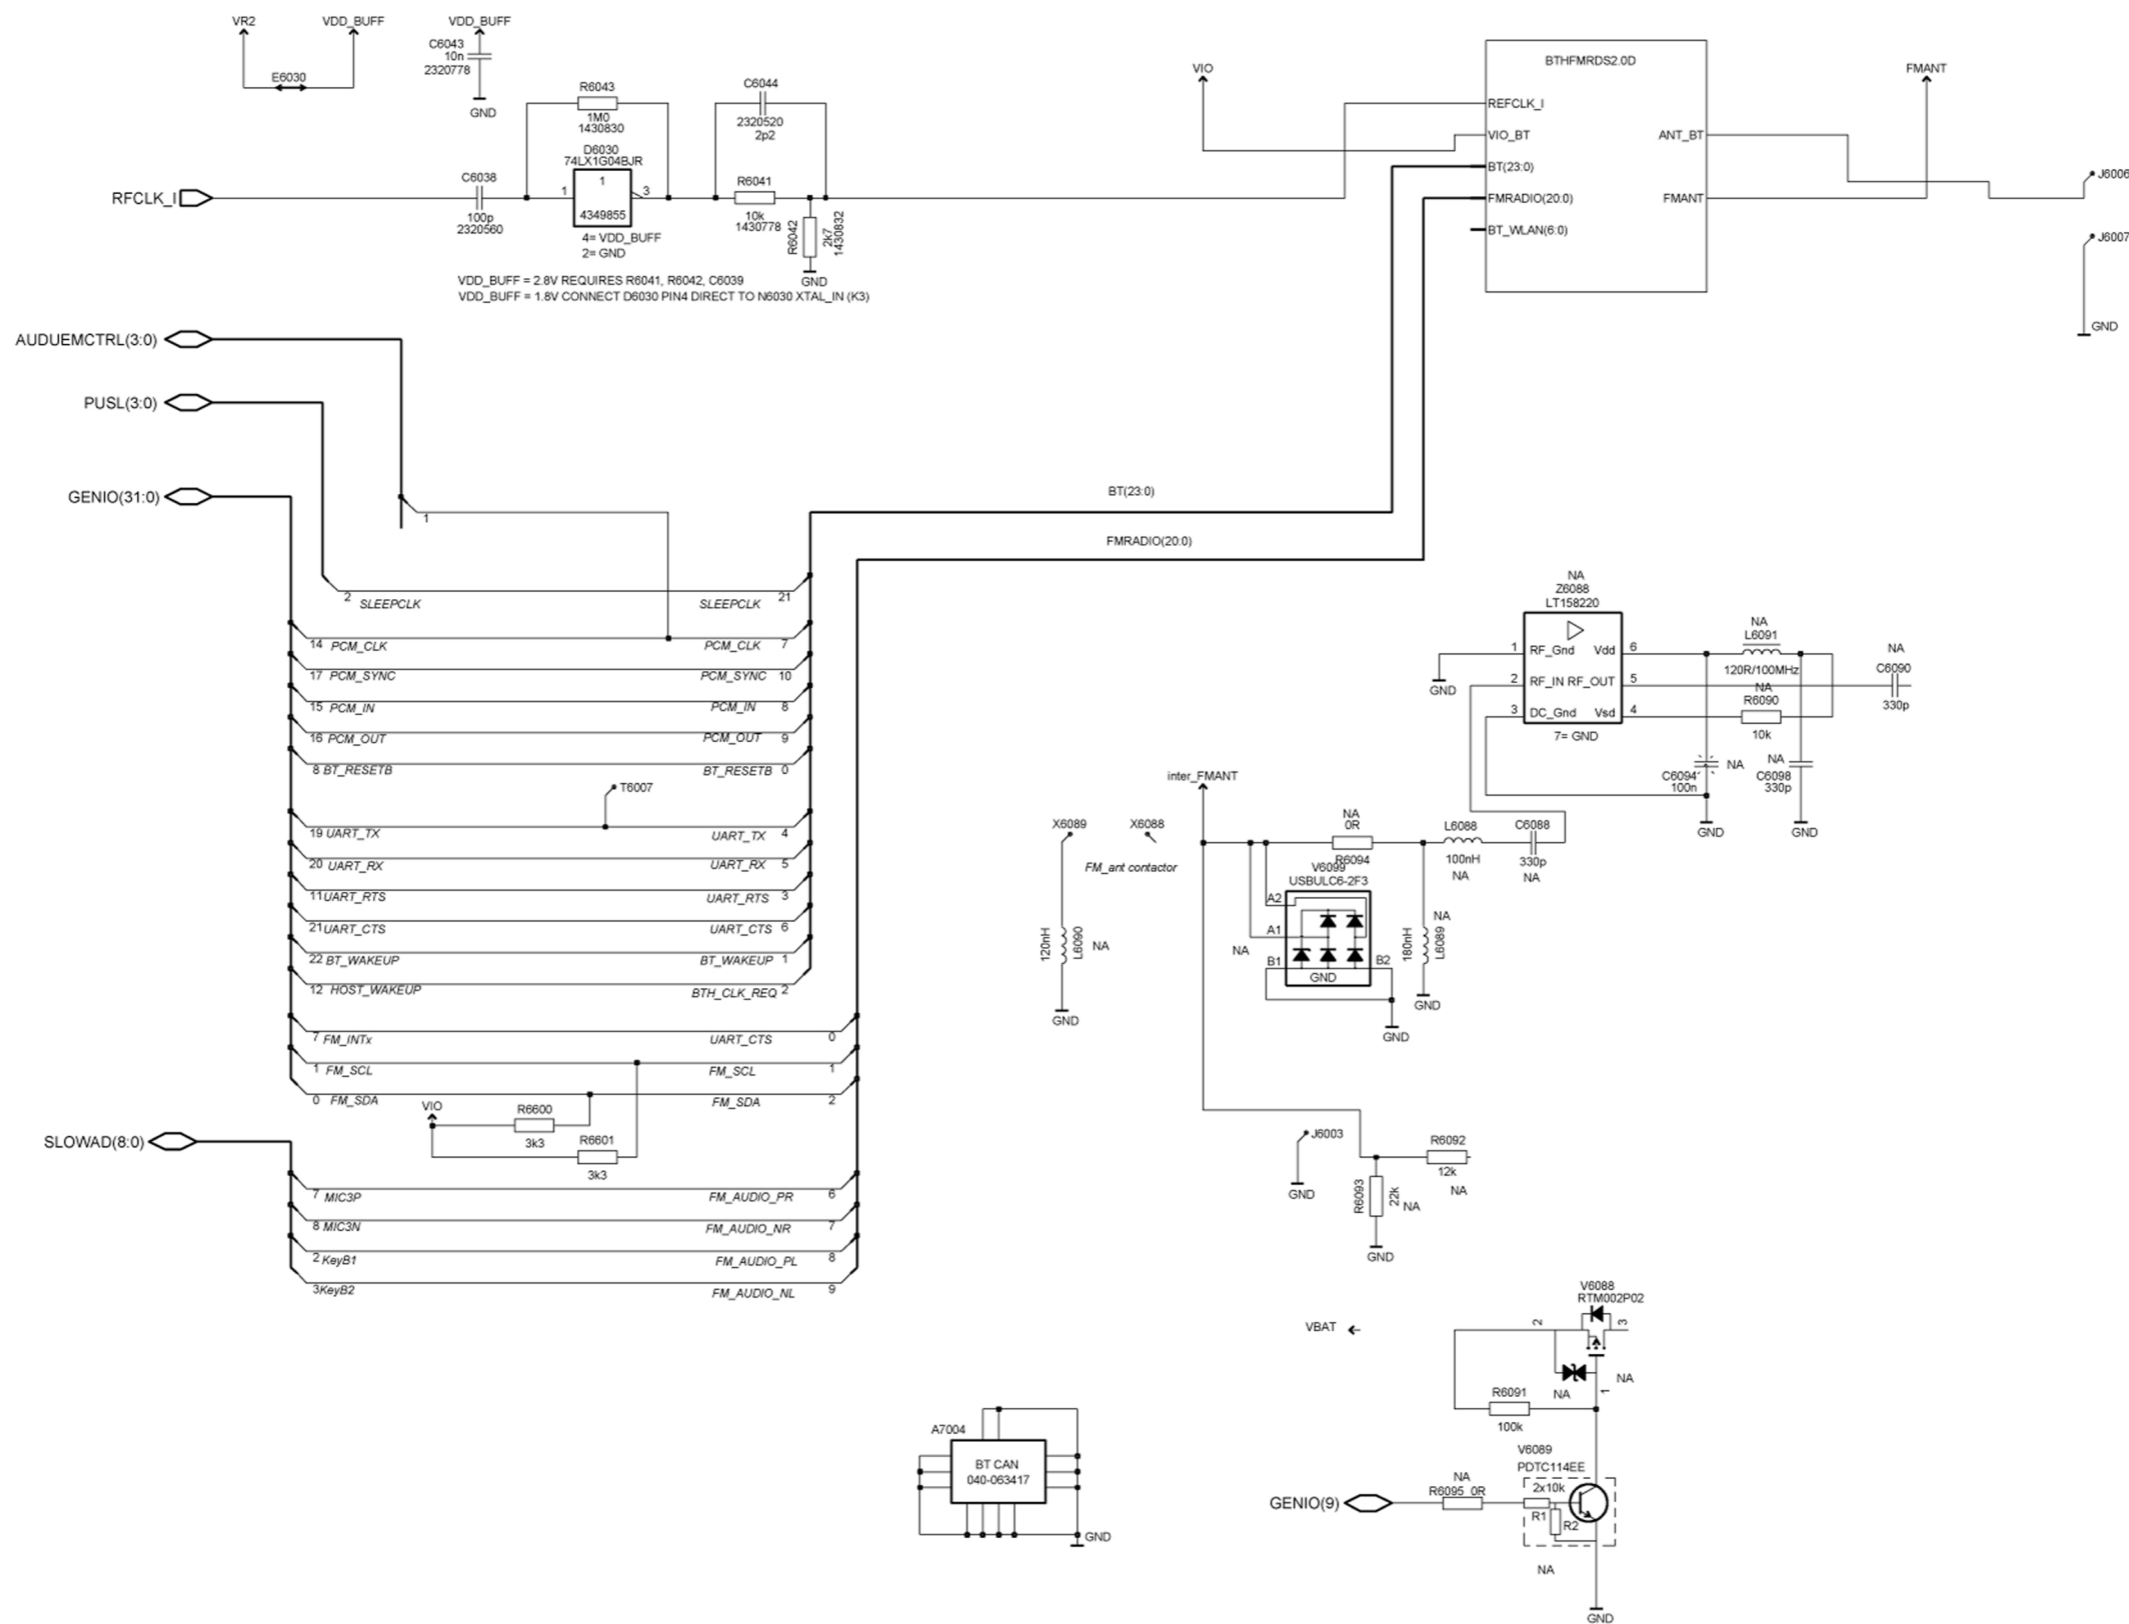 VR2
VDD_BUFF
E6030
VDD_BUFF
C6043
10n
2320778
GND
R6043
1M0
1430830
C6044
2320520
2p2
D6030
74LX1G04BJR
1
1
3
4349855
4= VDD_BUFF
2= GND
RFCLK_I
C6038
100p
2320560
R6041
10k
1430778
R6042
2k7
1430832
GND
VDD_BUFF = 2.8V REQUIRES R6041, R6042, C6039
VDD_BUFF = 1.8V CONNECT D6030 PIN4 DIRECT TO N6030 XTAL_IN (K3)
VIO
BTHFMRDS2.0D
REFCLK_I
VIO_BT
BT(23:0)
FMRADIO(20:0)
BT_WLAN(6:0)
ANT_BT
FMANT
FMANT
J6006
J6007
GND
AUDUEMCTRL(3:0)
PUSL(3:0)
GENIO(31:0)
1
BT(23:0)
FMRADIO(20:0)
2 SLEEPCLK SLEEPCLK 21
14 PCM_CLK PCM_CLK 7
17 PCM_SYNC PCM_SYNC 10
15 PCM_IN PCM_IN 8
16 PCM_OUT PCM_OUT 9
8 BT_RESETB BT_RESETB 0
T6007
19 UART_TX UART_TX 4
20 UART_RX UART_RX 5
11 UART_RTS UART_RTS 3
21 UART_CTS UART_CTS 6
22 BT_WAKEUP BT_WAKEUP 1
12 HOST_WAKEUP BTH_CLK_REQ 2
7 FM_INTx UART_CTS 0
1 FM_SCL FM_SCL 1
0 FM_SDA FM_SDA 2
VIO
R6600
3k3
R6601
3k3
SLOWAD(8:0)
7 MIC3P FM_AUDIO_PR 6
8 MIC3N FM_AUDIO_NR 7
2 KeyB1 FM_AUDIO_PL 8
3 KeyB2 FM_AUDIO_NL 9
NA
Z6088
LT158220
1 RF_Gnd Vdd 6
2 RF_IN RF_OUT 5
3 DC_Gnd Vsd 4
7= GND
GND
NA
L6091
120R/100MHz
NA
R6090
10k
NA
C6090
330p
C6094
100n
NA
GND
NA
C6098
330p
GND
inter_FMANT
X6089
X6088
FM_ant contactor
120nH
L6090
NA
GND
NA
0R
R6094
V6099
USBULC6-2F3
A2
A1
B1
B2
GND
NA
GND
L6088
100nH
NA
C6088
330p
NA
180nH
L6089
NA
GND
J6003
GND
R6092
12k
NA
R6093
22k
NA
GND
VBAT
V6088
RTM002P02
2
3
1
NA
NA
R6091
100k
V6089
PDTC114EE
2x10k
R1
R2
NA
GND
GENIO(9)
NA
R6095 0R
A7004
BT CAN
040-063417
GND